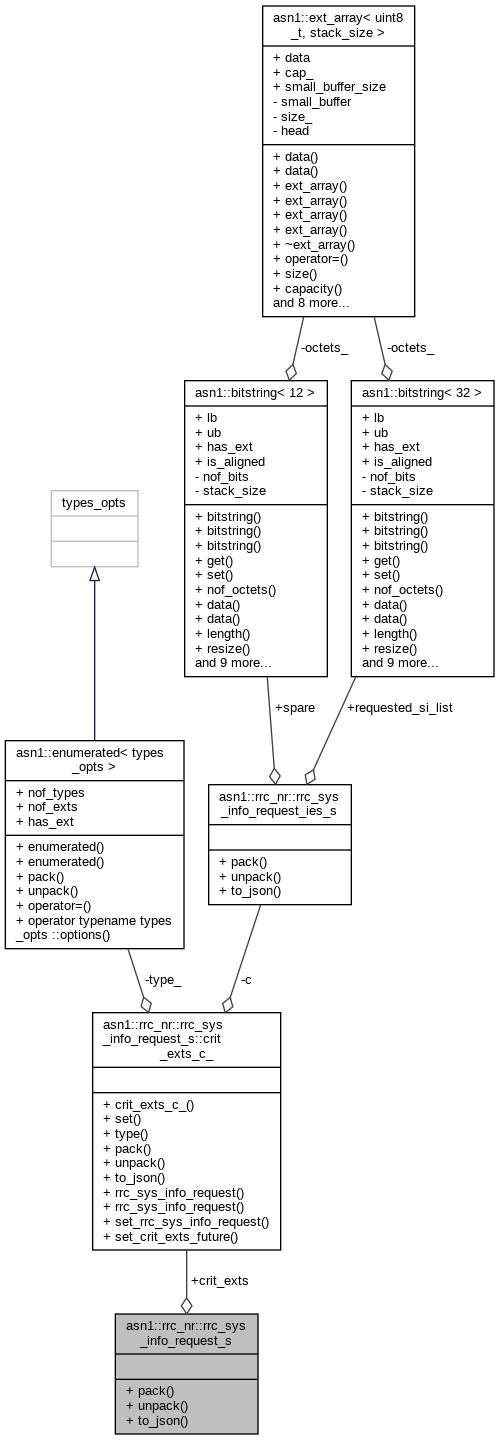 asn1::ext_array< uint8
_t, stack_size >
+ data
+ cap_
+ small_buffer_size
- small_buffer
- size_
- head
+ data()
+ data()
+ ext_array()
+ ext_array()
+ ext_array()
+ ext_array()
+ ~ext_array()
+ operator=()
+ size()
+ capacity()
and 8 more...
-octets_
-octets_
asn1::bitstring< 12 >
+ lb
+ ub
+ has_ext
+ is_aligned
- nof_bits
- stack_size
+ bitstring()
+ bitstring()
+ bitstring()
+ get()
+ set()
+ nof_octets()
+ data()
+ data()
+ length()
+ resize()
and 9 more...
asn1::bitstring< 32 >
+ lb
+ ub
+ has_ext
+ is_aligned
- nof_bits
- stack_size
+ bitstring()
+ bitstring()
+ bitstring()
+ get()
+ set()
+ nof_octets()
+ data()
+ data()
+ length()
+ resize()
and 9 more...
types_opts
+spare
+requested_si_list
asn1::enumerated< types
_opts >
+ nof_types
+ nof_exts
+ has_ext
+ enumerated()
+ enumerated()
+ pack()
+ unpack()
+ operator=()
+ operator typename types
_opts ::options()
asn1::rrc_nr::rrc_sys
_info_request_ies_s
+ pack()
+ unpack()
+ to_json()
-type_
-c
asn1::rrc_nr::rrc_sys
_info_request_s::crit
_exts_c_
+ crit_exts_c_()
+ set()
+ type()
+ pack()
+ unpack()
+ to_json()
+ rrc_sys_info_request()
+ rrc_sys_info_request()
+ set_rrc_sys_info_request()
+ set_crit_exts_future()
+crit_exts
asn1::rrc_nr::rrc_sys
_info_request_s
+ pack()
+ unpack()
+ to_json()